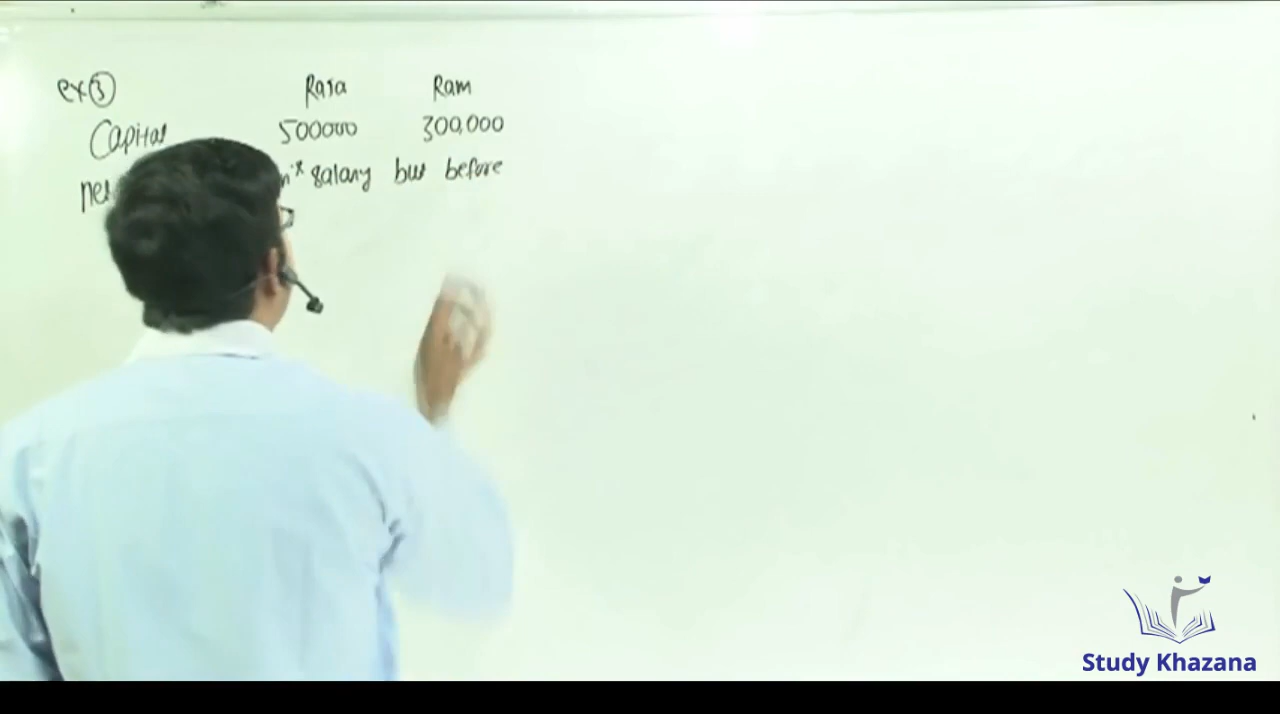 ex ③ Raja Ram
Capital 500000 300,000
salary but before
Study Khazana